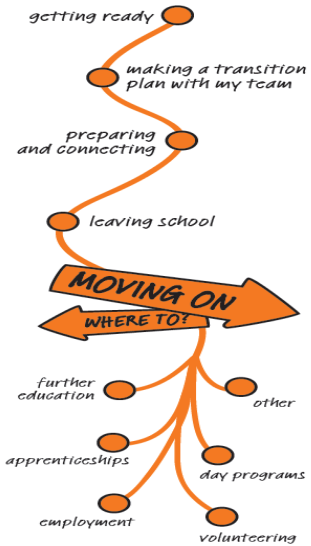 getting ready
making a transition
plan with my team
preparing
and connecting
leaving school
MOVING ON
WHERE TO?
further
education
other
apprenticeships
day programs
employment
volunteering